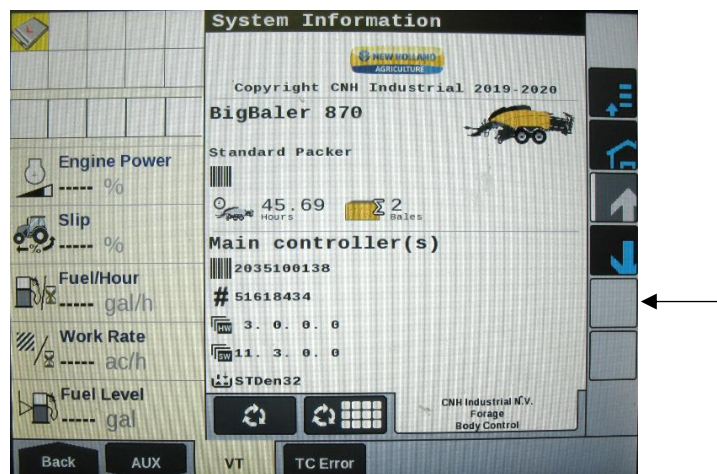 System Information
NEW HOLLAND
AGRICULTURE
Copyright CNH Industrial 2019-2020
BigBaler 870
Standard Packer
45.69
Hours
Σ 2
Bales
Main controller(s)
2035100138
# 51618434
HW 3. 0. 0. 0
SW 11. 3. 0. 0
STDen32
CNH Industrial N.V.
Forage
Body Control
L
Engine Power
---- %
Slip
%
---- %
Fuel/Hour
---- gal/h
Work Rate
---- ac/h
Fuel Level
---- gal
Back
AUX
VT
TC Error